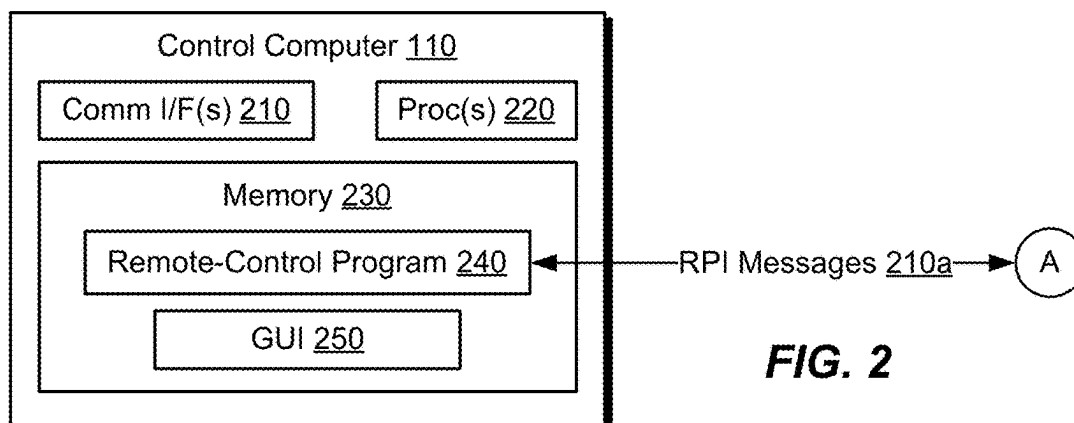 Control Computer 110
Comm I/F(s) 210
Proc(s) 220
Memory 230
Remote-Control Program 240
RPI Messages 210a
A
GUI 250
FIG. 2